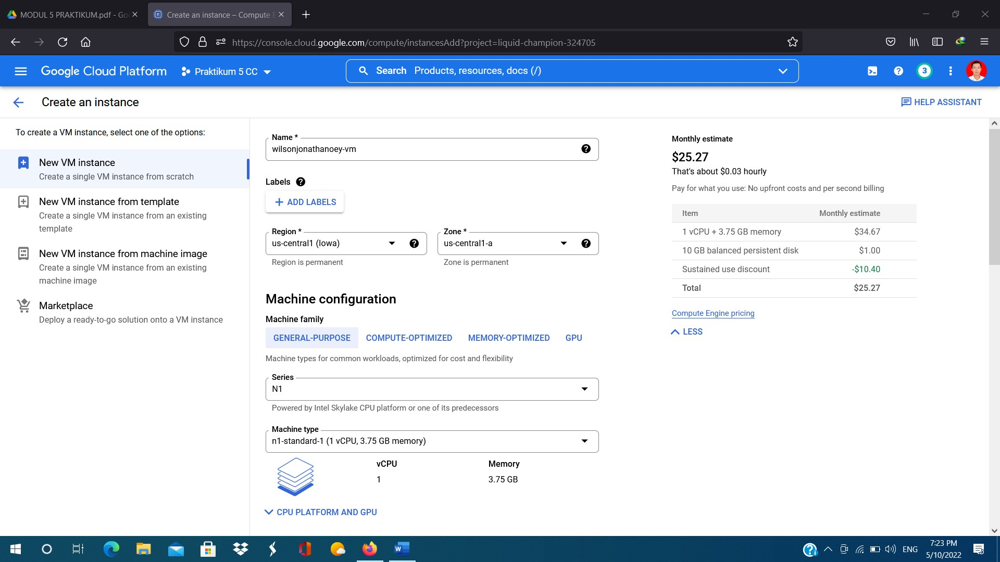 MODUL 5 PRAKTIKUM.pdf - Go
Create an instance – Compute E
https://console.cloud.google.com/compute/instancesAdd?project=liquid-champion-324705
Google Cloud Platform
Praktikum 5 CC
Search Products, resources, docs (/)
3
Create an instance
HELP ASSISTANT
To create a VM instance, select one of the options:
New VM instance
Create a single VM instance from scratch
New VM instance from template
Create a single VM instance from an existing
template
New VM instance from machine image
Create a single VM instance from an existing
machine image
Marketplace
Deploy a ready-to-go solution onto a VM instance
Name *
wilsonjonathanoey-vm
Labels
ADD LABELS
Region *
us-central1 (Iowa)
Region is permanent
Zone *
us-central1-a
Zone is permanent
Machine configuration
Machine family
GENERAL-PURPOSE COMPUTE-OPTIMIZED MEMORY-OPTIMIZED GPU
Machine types for common workloads, optimized for cost and flexibility
Series
N1
Powered by Intel Skylake CPU platform or one of its predecessors
Machine type
n1-standard-1 (1 vCPU, 3.75 GB memory)
vCPU Memory
1 3.75 GB
CPU PLATFORM AND GPU
Monthly estimate
$25.27
That's about $0.03 hourly
Pay for what you use: No upfront costs and per second billing
Item Monthly estimate
1 vCPU + 3.75 GB memory $34.67
10 GB balanced persistent disk $1.00
Sustained use discount -$10.40
Total $25.27
Compute Engine pricing
LESS
ENG
7:23 PM
5/10/2022